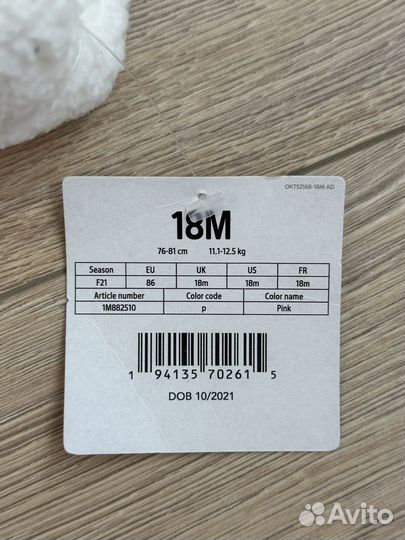 OKTS2168-18M AD
18M
76-81 cm 11.1-12.5 kg
Season EU UK US FR
F21 86 18m 18m 18m
Article number Color code Color name
1M882510 p Pink
1 94135 70261 5
DOB 10/2021
Avito